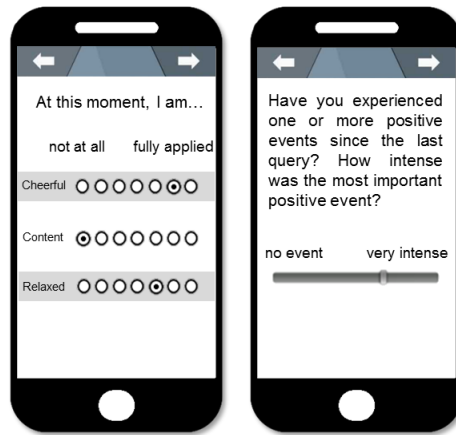 At this moment, I am…
not at all fully applied
Cheerful
Content
Relaxed
Have you experienced
one or more positive
events since the last
query? How intense
was the most important
positive event?
no event very intense